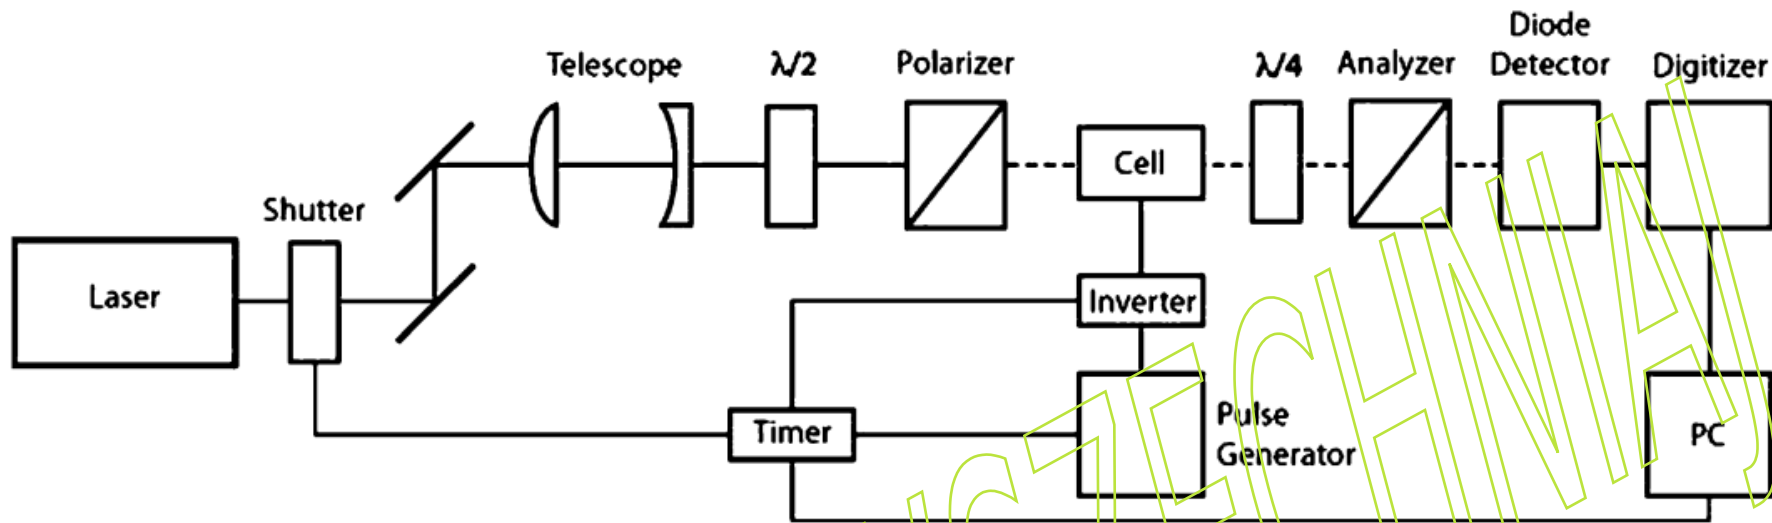 Diode
Telescope λ/2 Polarizer λ/4 Analyzer Detector Digitizer
Cell
Shutter
Laser
Inverter
Pulse
Timer
PC
Generator